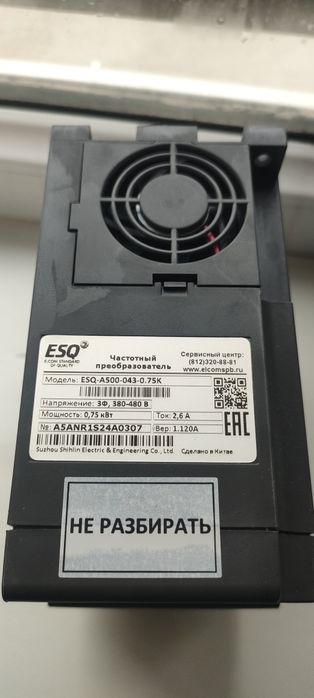 ESQ
ELCOM STANDARD
OF QUALITY
Частотный
преобразователь
Сервисный центр:
(812)320-88-81
www.elcomspb.ru
Модель: ESQ-A500-043-0.75K
Напряжение: 3Ф, 380-480 В
Мощность: 0,75 кВт
Ток: 2,6 А
№: A5ANR1S24A0307
Вер: 1.120A
EAC
Suzhou Shihlin Electric & Engineering Co., Ltd. Сделано в Китае
НЕ РАЗБИРАТЬ